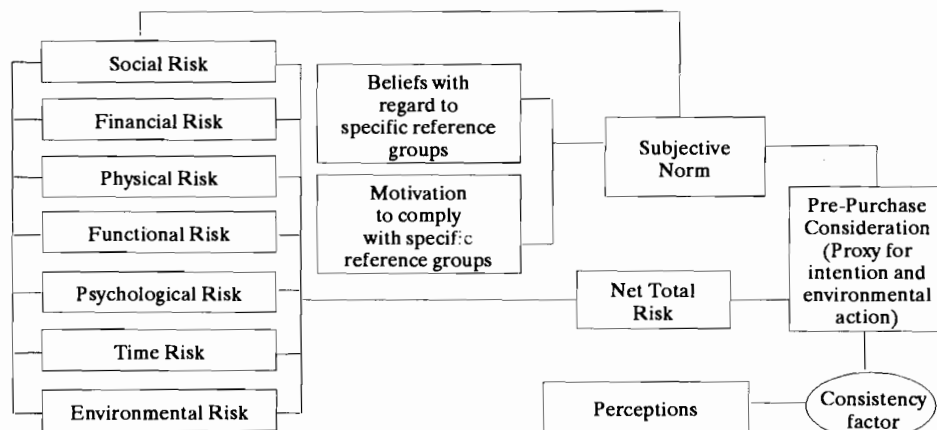 Social Risk
Financial Risk
Physical Risk
Functional Risk
Psychological Risk
Time Risk
Environmental Risk
Beliefs with
regard to
specific reference
groups
Motivation
to comply
with specific
reference groups
Subjective
Norm
Net Total
Risk
Pre-Purchase
Consideration
(Proxy for
intention and
environmental
action)
Perceptions
Consistency
factor